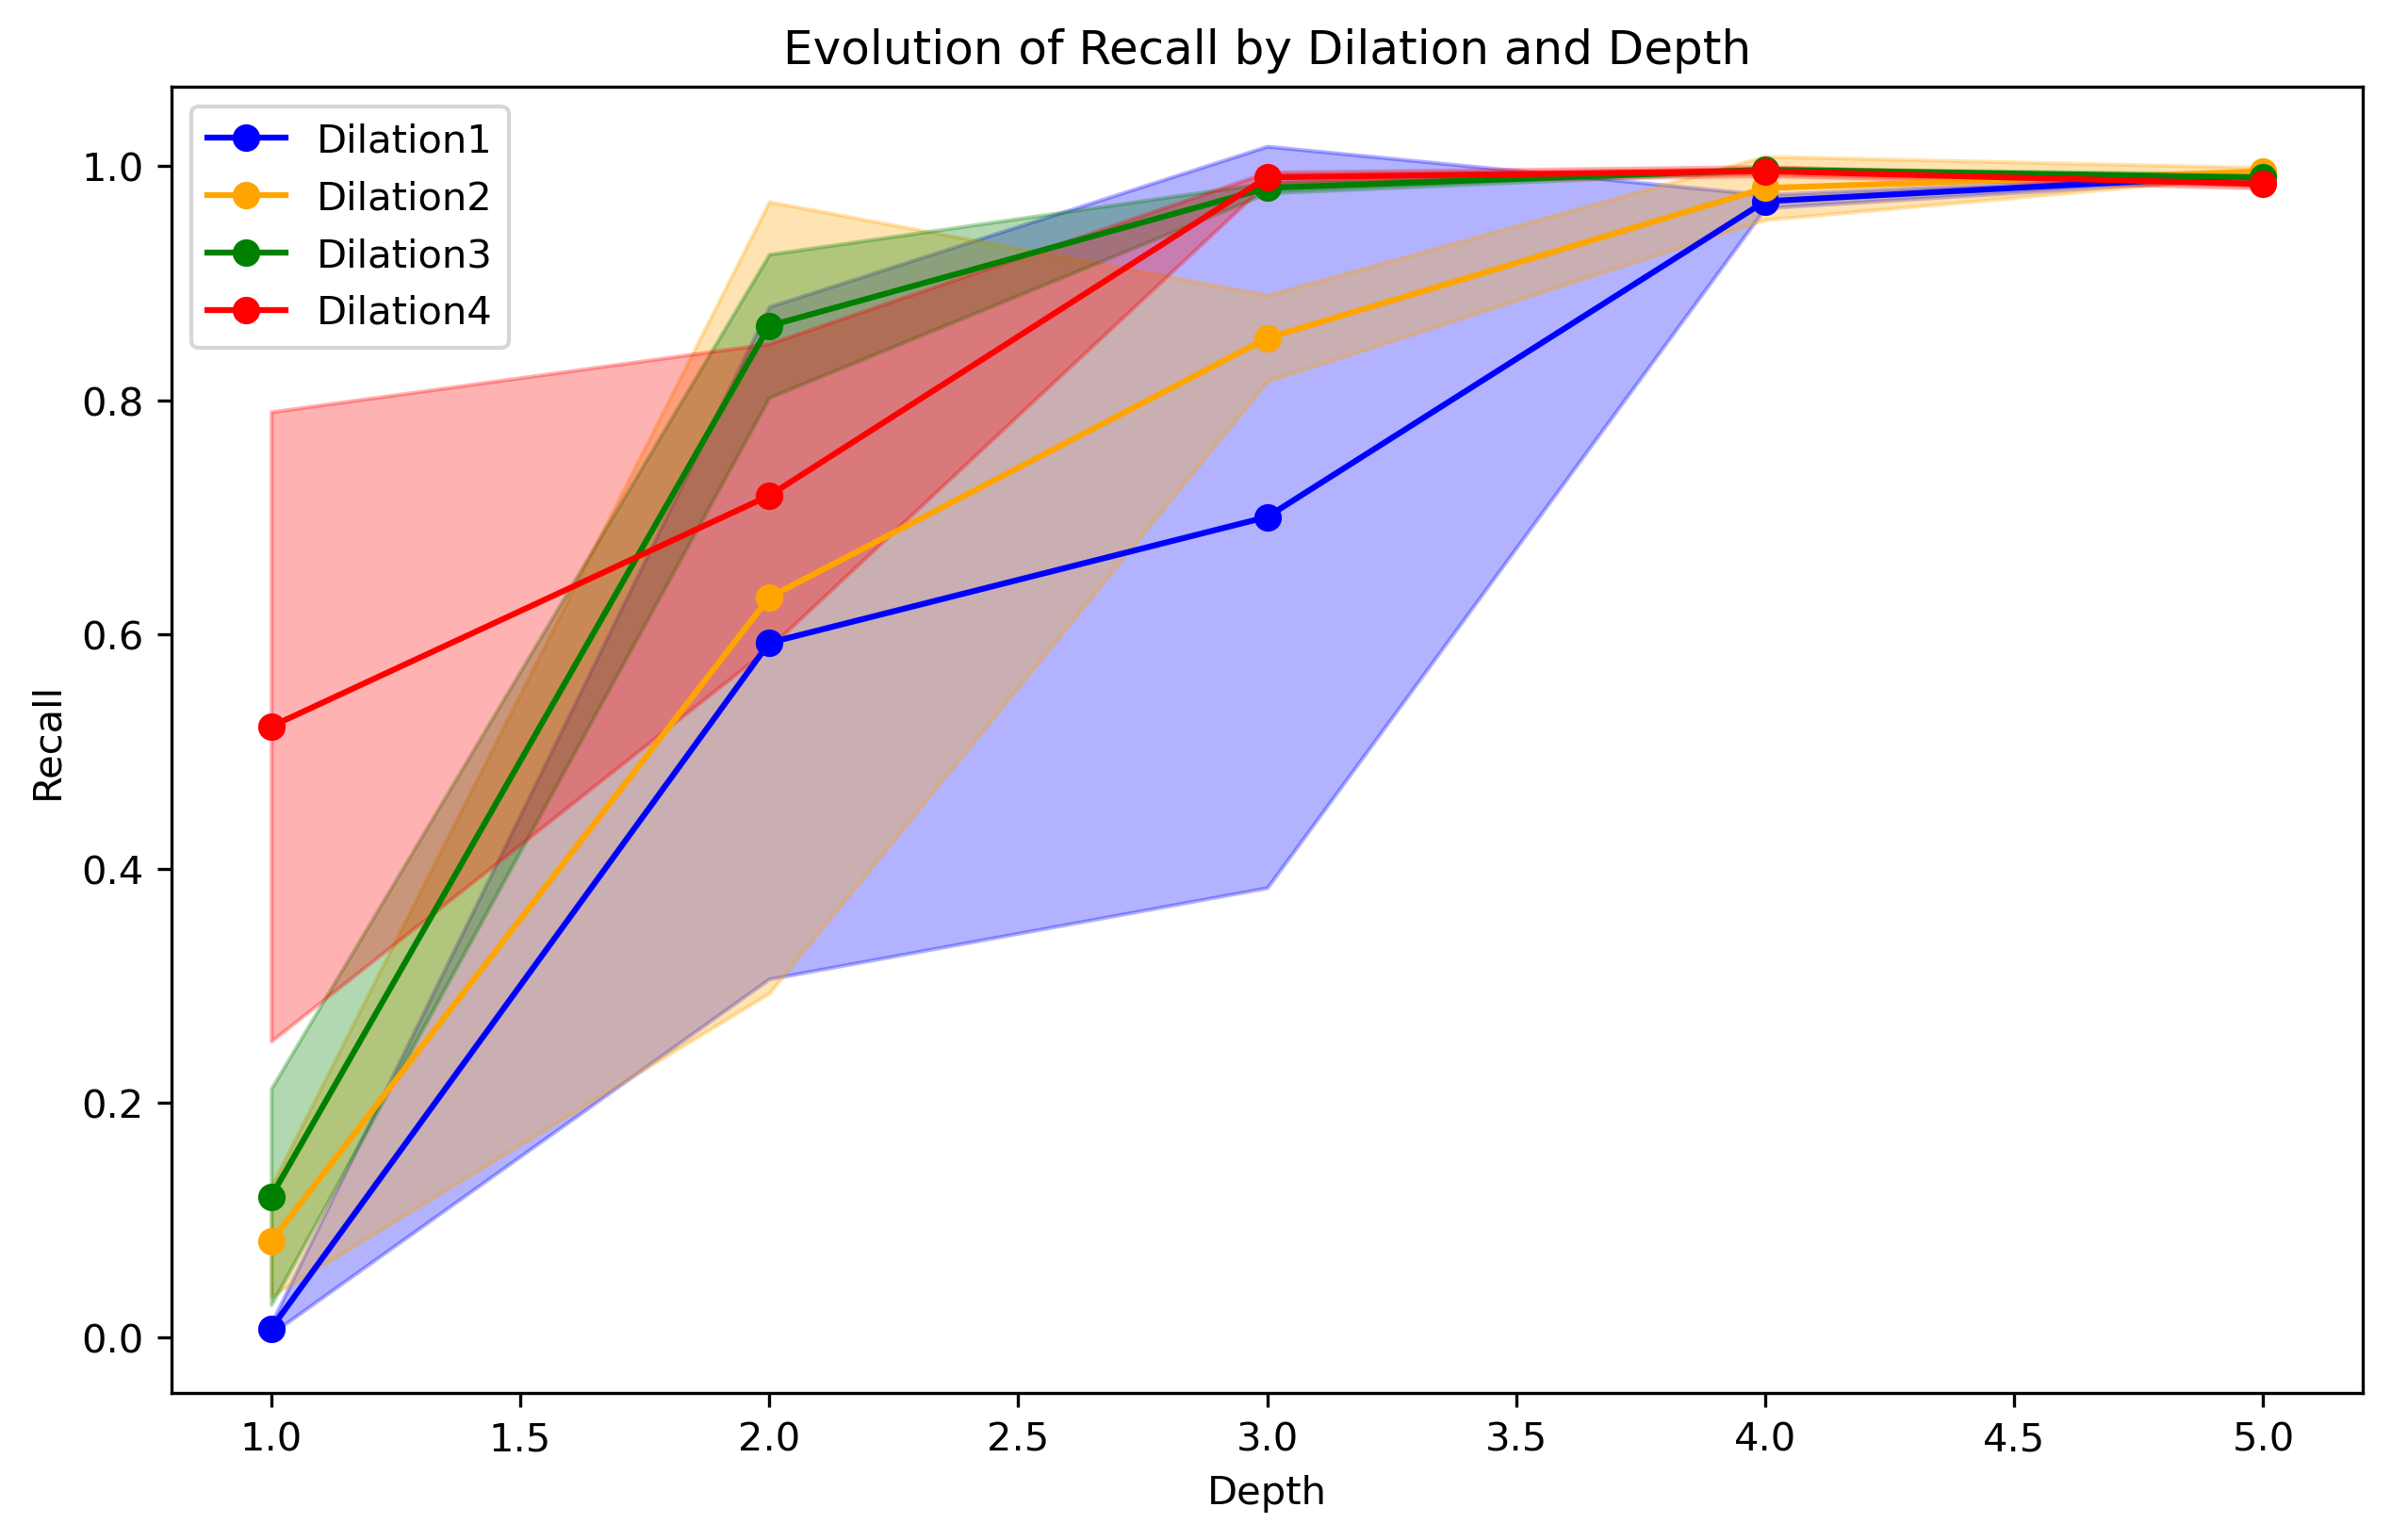 Evolution of Recall by Dilation and Depth
Dilation1
Dilation2
Dilation3
Dilation4
Recall
1.0
0.8
0.6
0.4
0.2
0.0
1.0 1.5 2.0 2.5 3.0 3.5 4.0 4.5 5.0
Depth